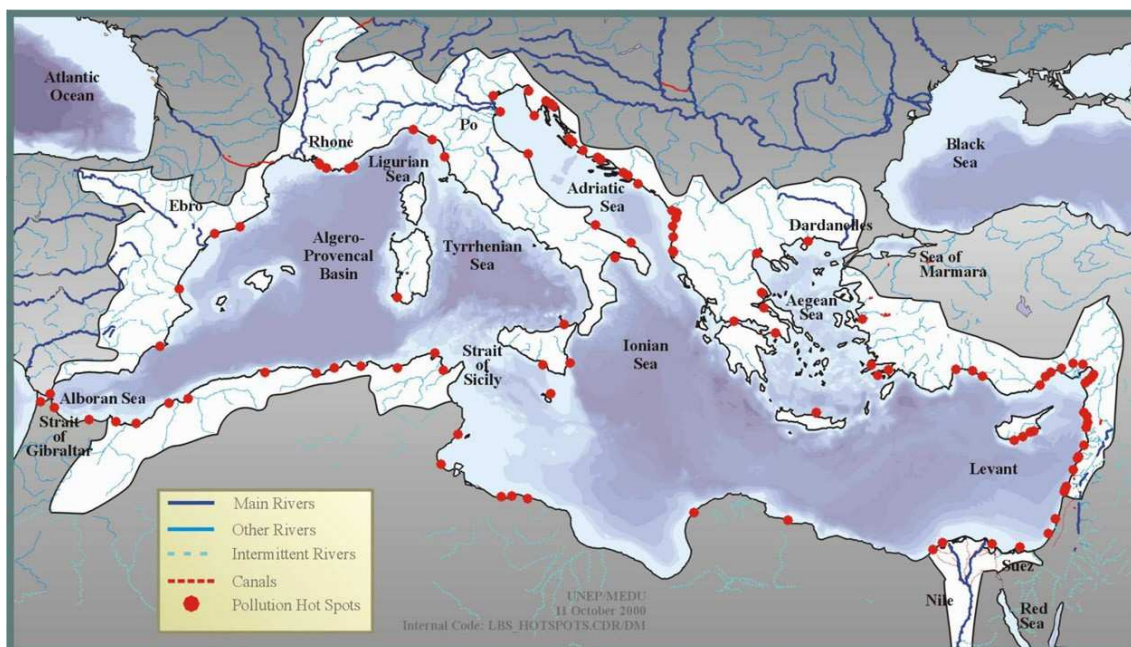 Atlantic
Ocean
Rhone
Po
Ligurian
Sea
Ebro
Adriatic
Sea
Black
Sea
Dardanelles
Sea of
Marmara
Algero-
Provencal
Basin
Tyrrhenian
Sea
Aegean
Sea
Ionian
Sea
Strait
of
Sicily
Alboran Sea
Strait
of
Gibraltar
Levant
Suez
Nile
Red
Sea
Main Rivers
Other Rivers
Intermittent Rivers
Canals
Pollution Hot Spots
UNEP/MEDU
11 October 2000
Internal Code: LBS_HOTSPOTS.CDR/DM